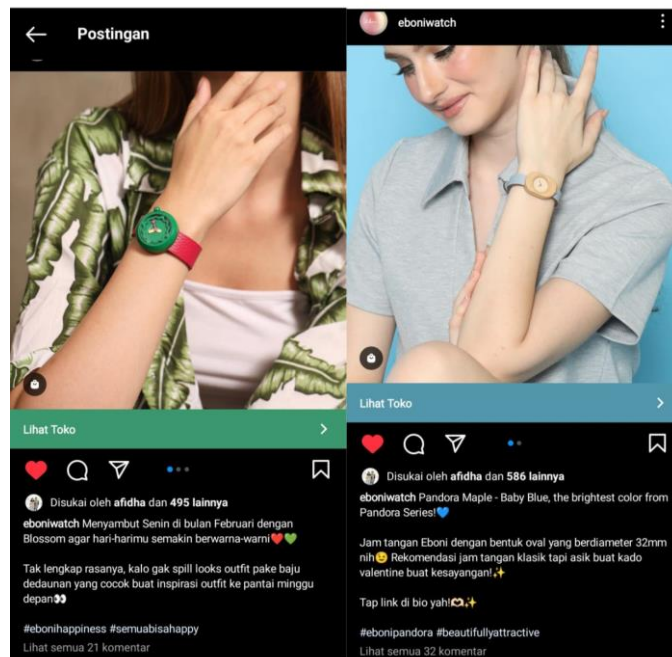 Postingan
Lihat Toko
Disukai oleh afidha dan 495 lainnya
eboniwatch Menyambut Senin di bulan Februari dengan
Blossom agar hari-harimu semakin berwarna-warni❤️💚
Tak lengkap rasanya, kalo gak spill looks outfit pake baju
dedaunan yang cocok buat inspirasi outfit ke pantai minggu
depan👀
#ebonihappiness #semuabisahappy
Lihat semua 21 komentar
eboniwatch
Lihat Toko
Disukai oleh afidha dan 586 lainnya
eboniwatch Pandora Maple - Baby Blue, the brightest color from
Pandora Series!💙
Jam tangan Eboni dengan bentuk oval yang berdiameter 32mm
nih😉 Rekomendasi jam tangan klasik tapi asik buat kado
valentine buat kesayangan!✨
Tap link di bio yah!🫶✨
#ebonipandora #beautifullyattractive
Lihat semua 32 komentar